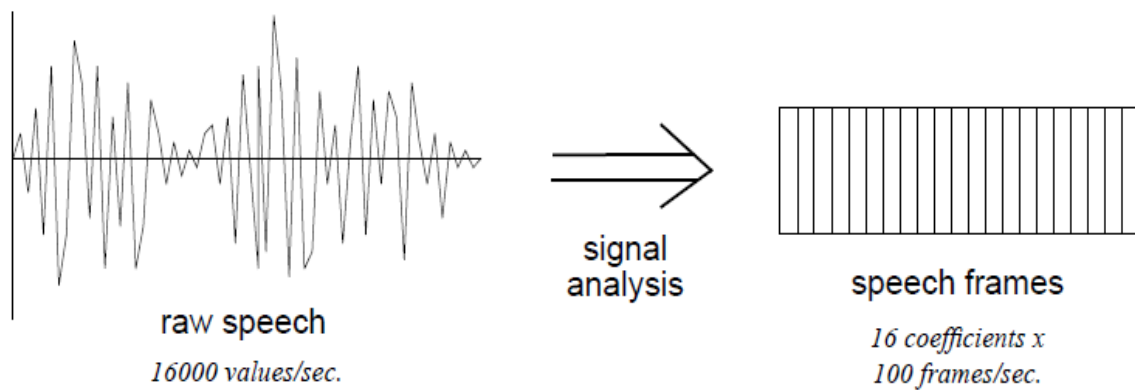 raw speech
16000 values/sec.
signal
analysis
speech frames
16 coefficients x
100 frames/sec.